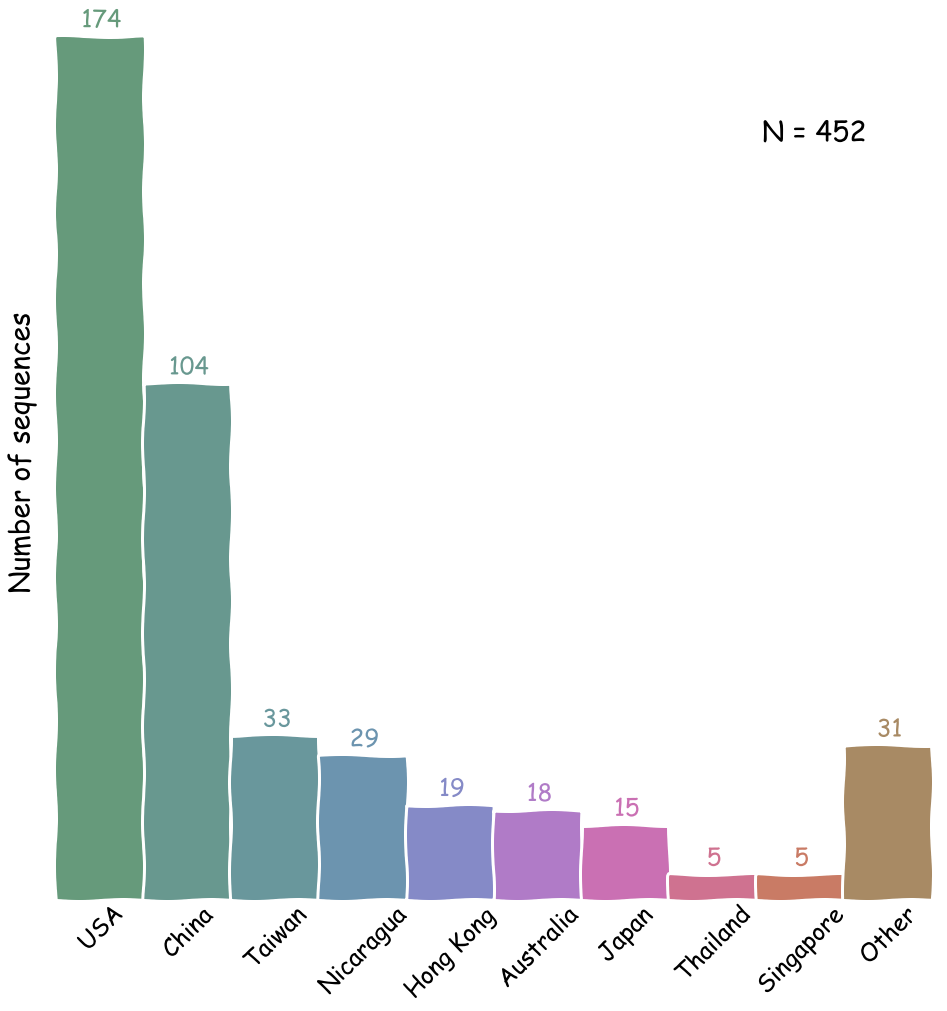 174
N = 452
104
Number of sequences
33
29
19
18
15
5
5
31
USA
China
Taiwan
Nicaragua
Hong Kong
Australia
Japan
Thailand
Singapore
Other